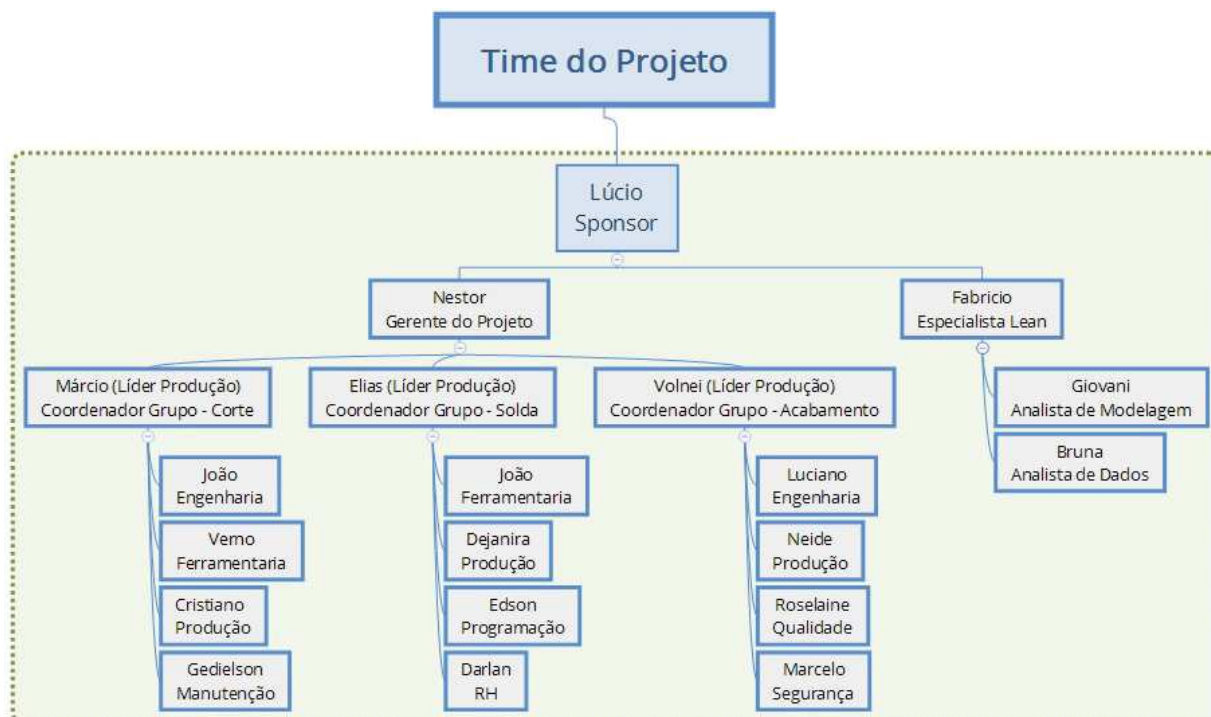 Time do Projeto
Lúcio
Sponsor
Nestor
Gerente do Projeto
Fabricio
Especialista Lean
Márcio (Líder Produção)
Coordenador Grupo - Corte
Elias (Líder Produção)
Coordenador Grupo - Solda
Volnei (Líder Produção)
Coordenador Grupo - Acabamento
Giovani
Analista de Modelagem
Bruna
Analista de Dados
João
Engenharia
Verno
Ferramentaria
Cristiano
Produção
Gedielson
Manutenção
João
Ferramentaria
Dejanira
Produção
Edson
Programação
Darlan
RH
Luciano
Engenharia
Neide
Produção
Roselaine
Qualidade
Marcelo
Segurança